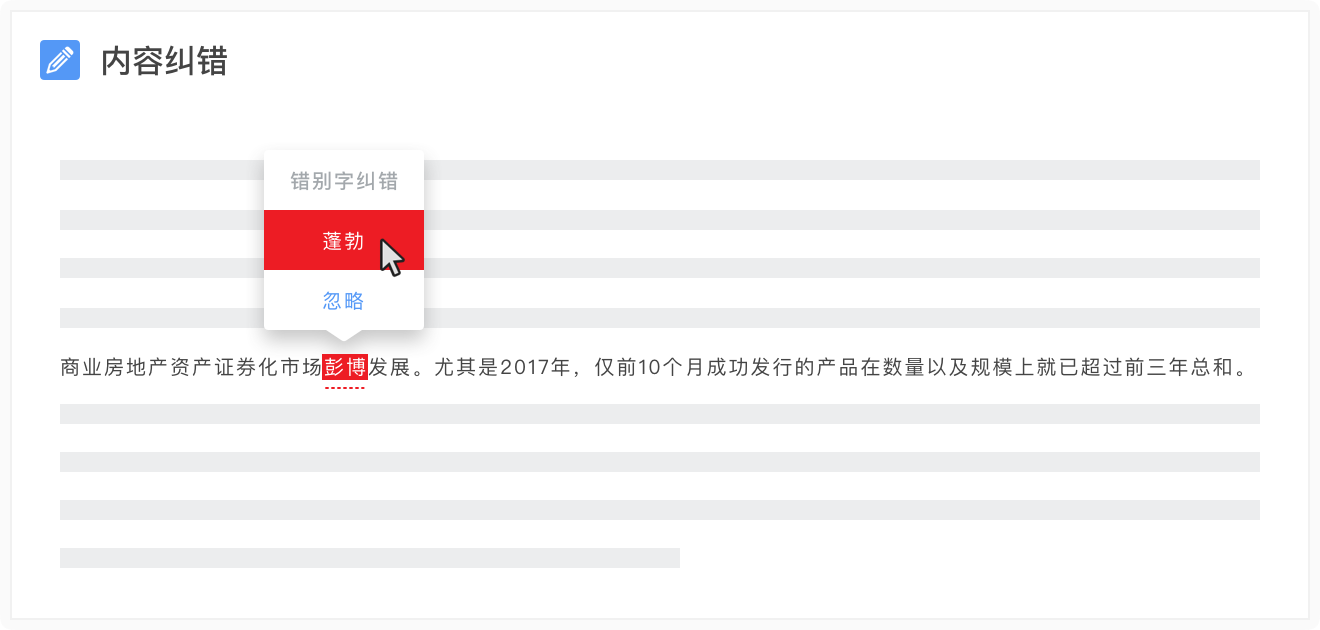 内容纠错
错别字纠错
蓬勃
忽略
商业房地产资产证券化市场彭博发展。尤其是2017年，仅前10个月成功发行的产品在数量以及规模上就已超过前三年总和。